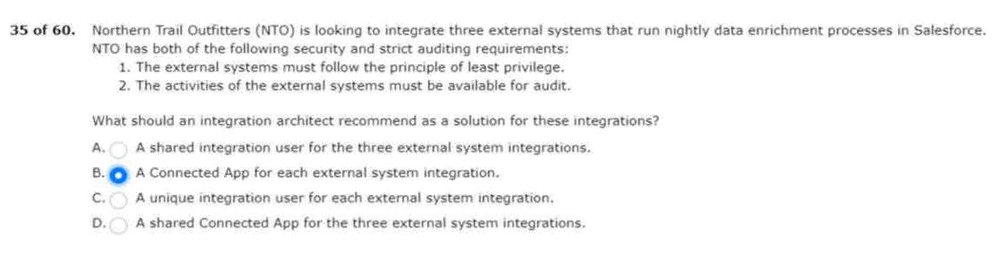 35 of 60. Northern Trail Outfitters (NTO) is looking to integrate three external systems that run nightly data enrichment processes in Salesforce.
NTO has both of the following security and strict auditing requirements:
1. The external systems must follow the principle of least privilege.
2. The activities of the external systems must be available for audit.
What should an integration architect recommend as a solution for these integrations?
A. A shared integration user for the three external system integrations.
B. A Connected App for each external system integration.
C. A unique integration user for each external system integration.
D. A shared Connected App for the three external system integrations.